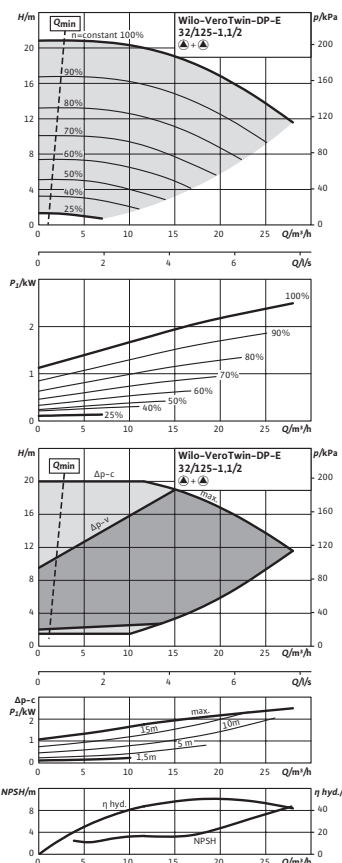 H/m
p/kPa
Qmin
n=constant 100%
Wilo-VeroTwin-DP-E
32/125-1,1/2
+
20
200
90%
16
160
80%
12
120
70%
60%
8
80
50%
40%
4
40
25%
0
0
0 5 10 15 20 25 Q/m³/h
0 2 4 6 Q/l/s
P₁/kW
100%
2
90%
80%
1
70%
60%
50%
40%
25%
0
0 5 10 15 20 25 Q/m³/h
H/m
p/kPa
Qmin
Δp-c
Wilo-VeroTwin-DP-E
32/125-1,1/2
+
20
200
max.
16
160
Δp-v
12
120
8
80
4
40
0
0
0 5 10 15 20 25 Q/m³/h
0 2 4 6 Q/l/s
Δp-c
P₁/kW
max.
2
15m
10m
1
5 m
1,5m
0
0 5 10 15 20 25 Q/m³/h
NPSH/m
η hyd./
η hyd.
8
40
4
20
NPSH
0
0
0 5 10 15 20 25 Q/m³/h